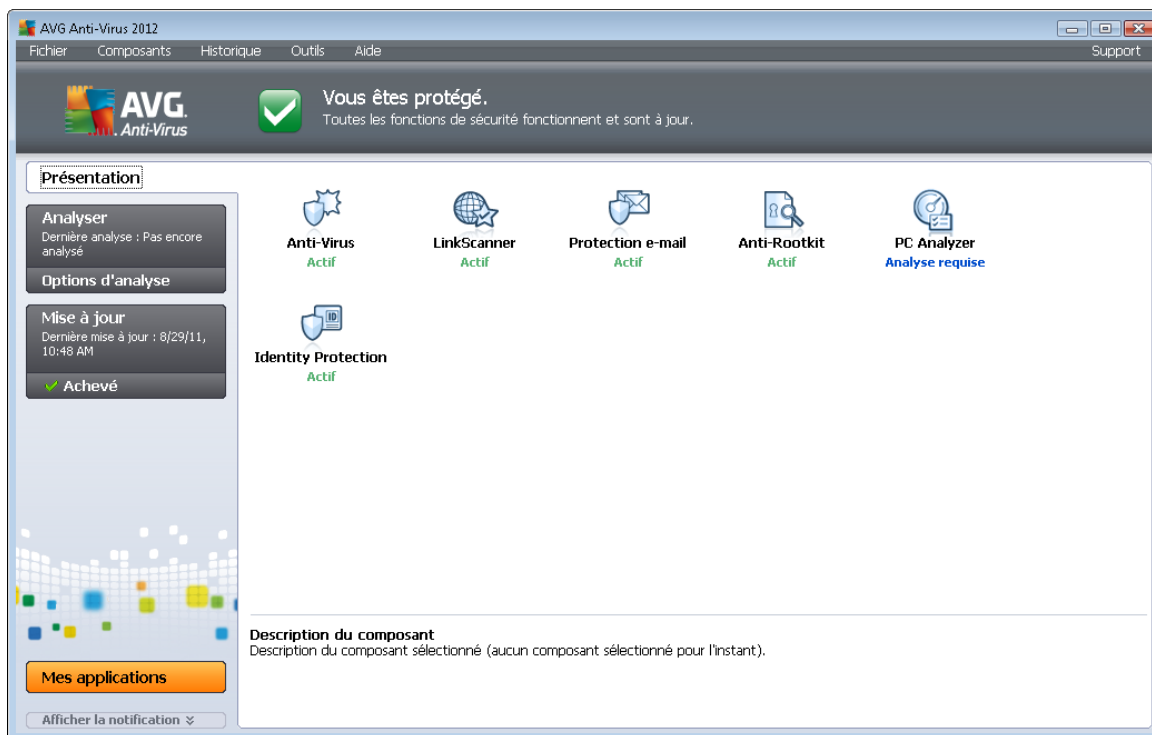 AVG Anti-Virus 2012
Fichier Composants Historique Outils Aide Support
AVG.
Anti-Virus
Vous êtes protégé.
Toutes les fonctions de sécurité fonctionnent et sont à jour.
Présentation
Analyser
Dernière analyse : Pas encore
analysé
Options d'analyse
Mise à jour
Dernière mise à jour : 8/29/11,
10:48 AM
Achevé
Anti-Virus
Actif
LinkScanner
Actif
Protection e-mail
Actif
Anti-Rootkit
Actif
PC Analyzer
Analyse requise
ID
Identity Protection
Actif
Description du composant
Description du composant sélectionné (aucun composant sélectionné pour l'instant).
Mes applications
Afficher la notification